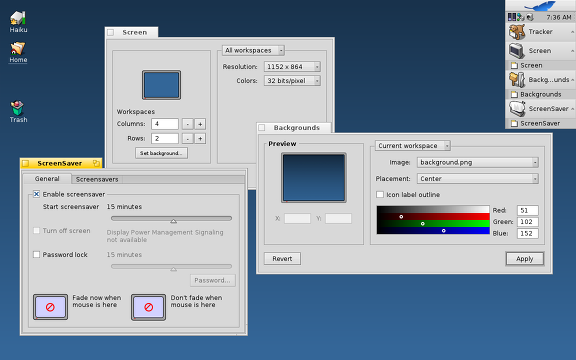 Haiku
Home
Trash
Screen
All workspaces
Resolution: 1152 x 864
Colors: 32 bits/pixel
Workspaces
Columns: 4 - +
Rows: 2 - +
Set background...
7:36 AM
Tracker
Screen
Screen
Backg...unds
Backgrounds
ScreenSaver
ScreenSaver
Backgrounds
Preview
X: Y:
Current workspace
Image: background.png
Placement: Center
Icon label outline
Red: 51
Green: 102
Blue: 152
Revert
Apply
ScreenSaver
General Screensavers
Enable screensaver
Start screensaver 15 minutes
Turn off screen Display Power Management Signaling
not available
Password lock 15 minutes
Password...
Fade now when
mouse is here
Don't fade when
mouse is here